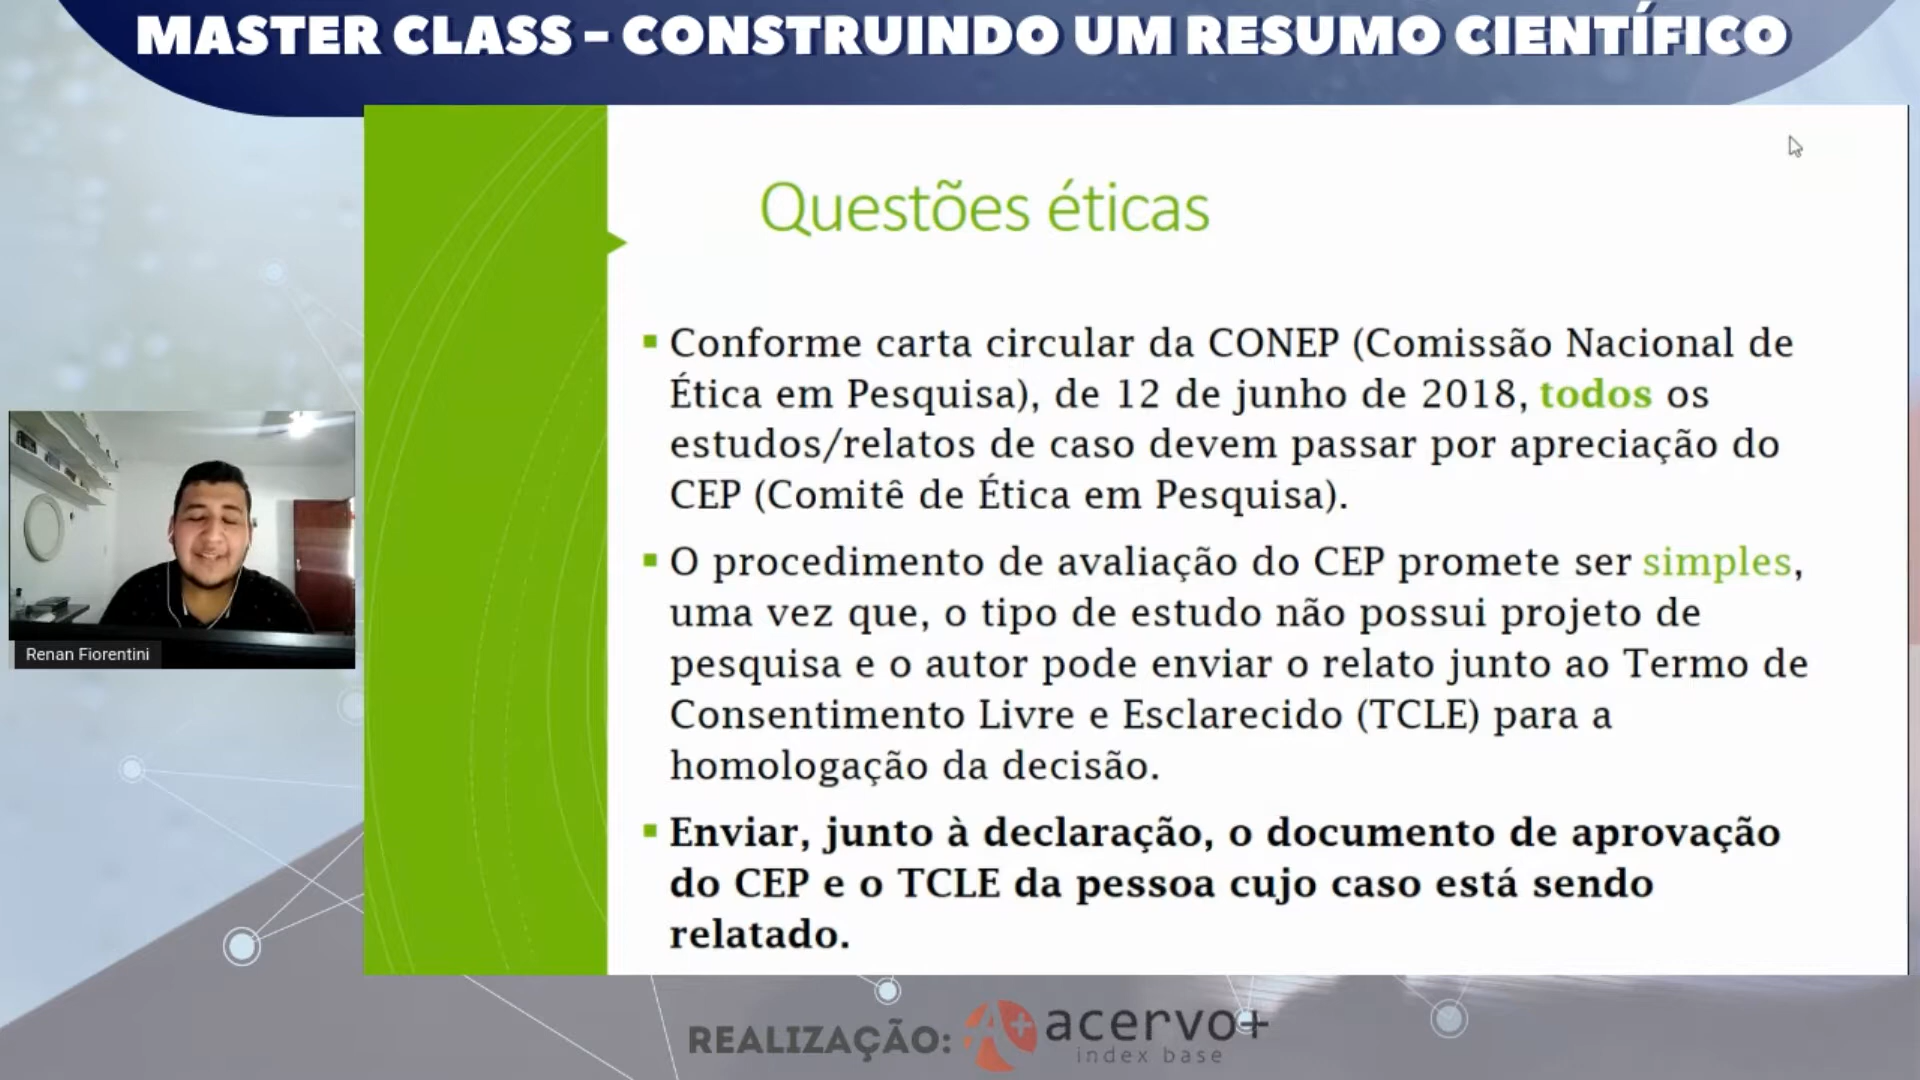 MASTER CLASS – CONSTRUINDO UM RESUMO CIENTÍFICO
Questões éticas
Conforme carta circular da CONEP (Comissão Nacional de
Ética em Pesquisa), de 12 de junho de 2018, todos os
estudos/relatos de caso devem passar por apreciação do
CEP (Comitê de Ética em Pesquisa).
O procedimento de avaliação do CEP promete ser simples,
uma vez que, o tipo de estudo não possui projeto de
pesquisa e o autor pode enviar o relato junto ao Termo de
Consentimento Livre e Esclarecido (TCLE) para a
homologação da decisão.
Enviar, junto à declaração, o documento de aprovação
do CEP e o TCLE da pessoa cujo caso está sendo
relatado.
Renan Fiorentini
REALIZAÇÃO: A+ acervo+
index base